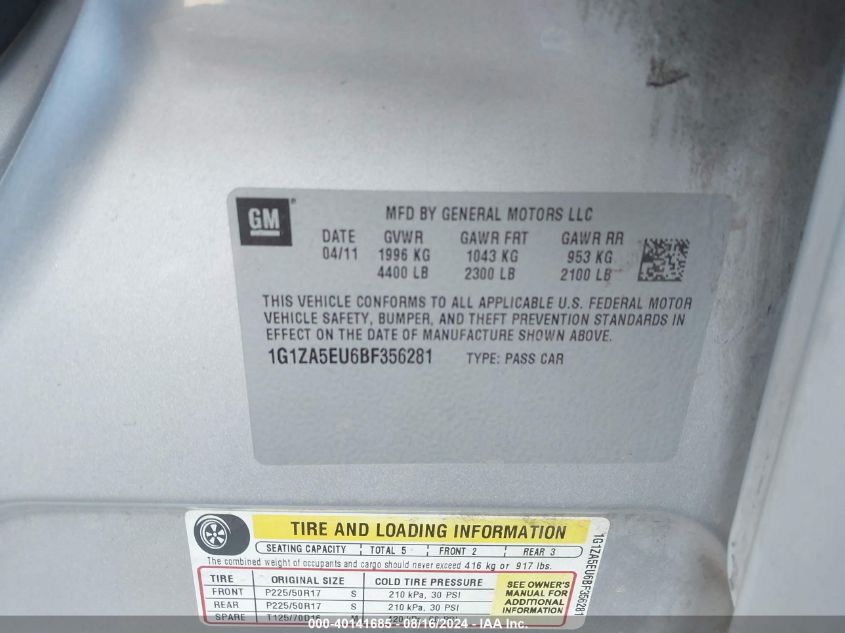 GM
MFD BY GENERAL MOTORS LLC
DATE GVWR GAWR FRT GAWR RR
04/11 1996 KG 1043 KG 953 KG
4400 LB 2300 LB 2100 LB
THIS VEHICLE CONFORMS TO ALL APPLICABLE U.S. FEDERAL MOTOR
VEHICLE SAFETY, BUMPER, AND THEFT PREVENTION STANDARDS IN
EFFECT ON THE DATE OF MANUFACTURE SHOWN ABOVE.
1G1ZA5EU6BF356281 TYPE: PASS CAR
TIRE AND LOADING INFORMATION
SEATING CAPACITY TOTAL 5 FRONT 2 REAR 3
The combined weight of occupants and cargo should never exceed 416 kg or 917 lbs.
TIRE ORIGINAL SIZE COLD TIRE PRESSURE
FRONT P225/50R17 S 210 kPa, 30 PSI
REAR P225/50R17 S 210 kPa, 30 PSI
SPARE
SEE OWNER'S
MANUAL FOR
ADDITIONAL
INFORMATION
1G1ZA5EU6BF356281
000-40141685 - 08/16/2024 - IAA Inc.